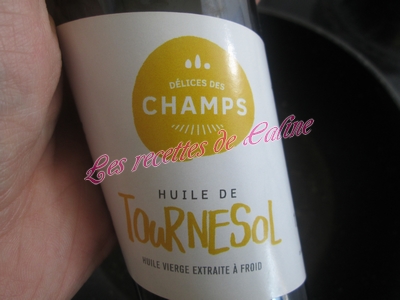 DÉLICES DES
CHAMPS
Les recettes de Caline
HUILE DE
TOURNESOL
HUILE VIERGE EXTRAITE À FROID